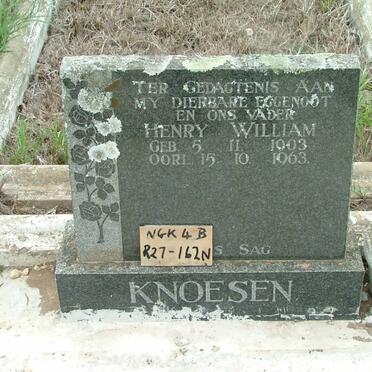 TER GEDAGTENIS AAN
MY DIERBARE EGGENOOT
EN ONS VADER
HENRY WILLIAM
GEB. 5. 11. 1903
OORL. 15. 10. 1963.
SAG
NGK 4 B
R27-162N
KNOESEN